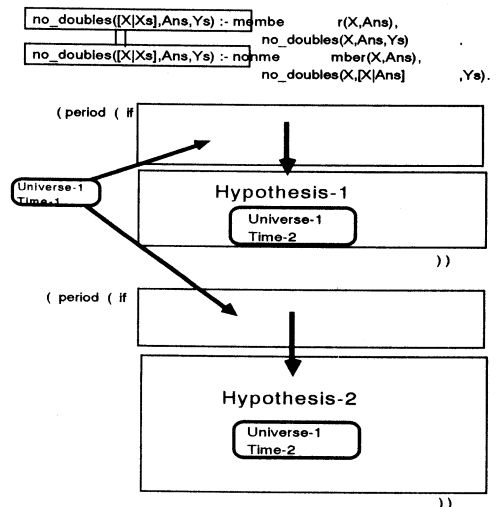 no_doubles([X|Xs],Ans,Ys) :- membe r(X,Ans),
no_doubles(X,Ans,Ys) .
no_doubles([X|Xs],Ans,Ys) :- nonme mber(X,Ans),
no_doubles(X,[X|Ans] ,Ys).
( period ( if
Universe-1
Time-1
Hypothesis-1
Universe-1
Time-2
) )
( period ( if
Hypothesis-2
Universe-1
Time-2
) )